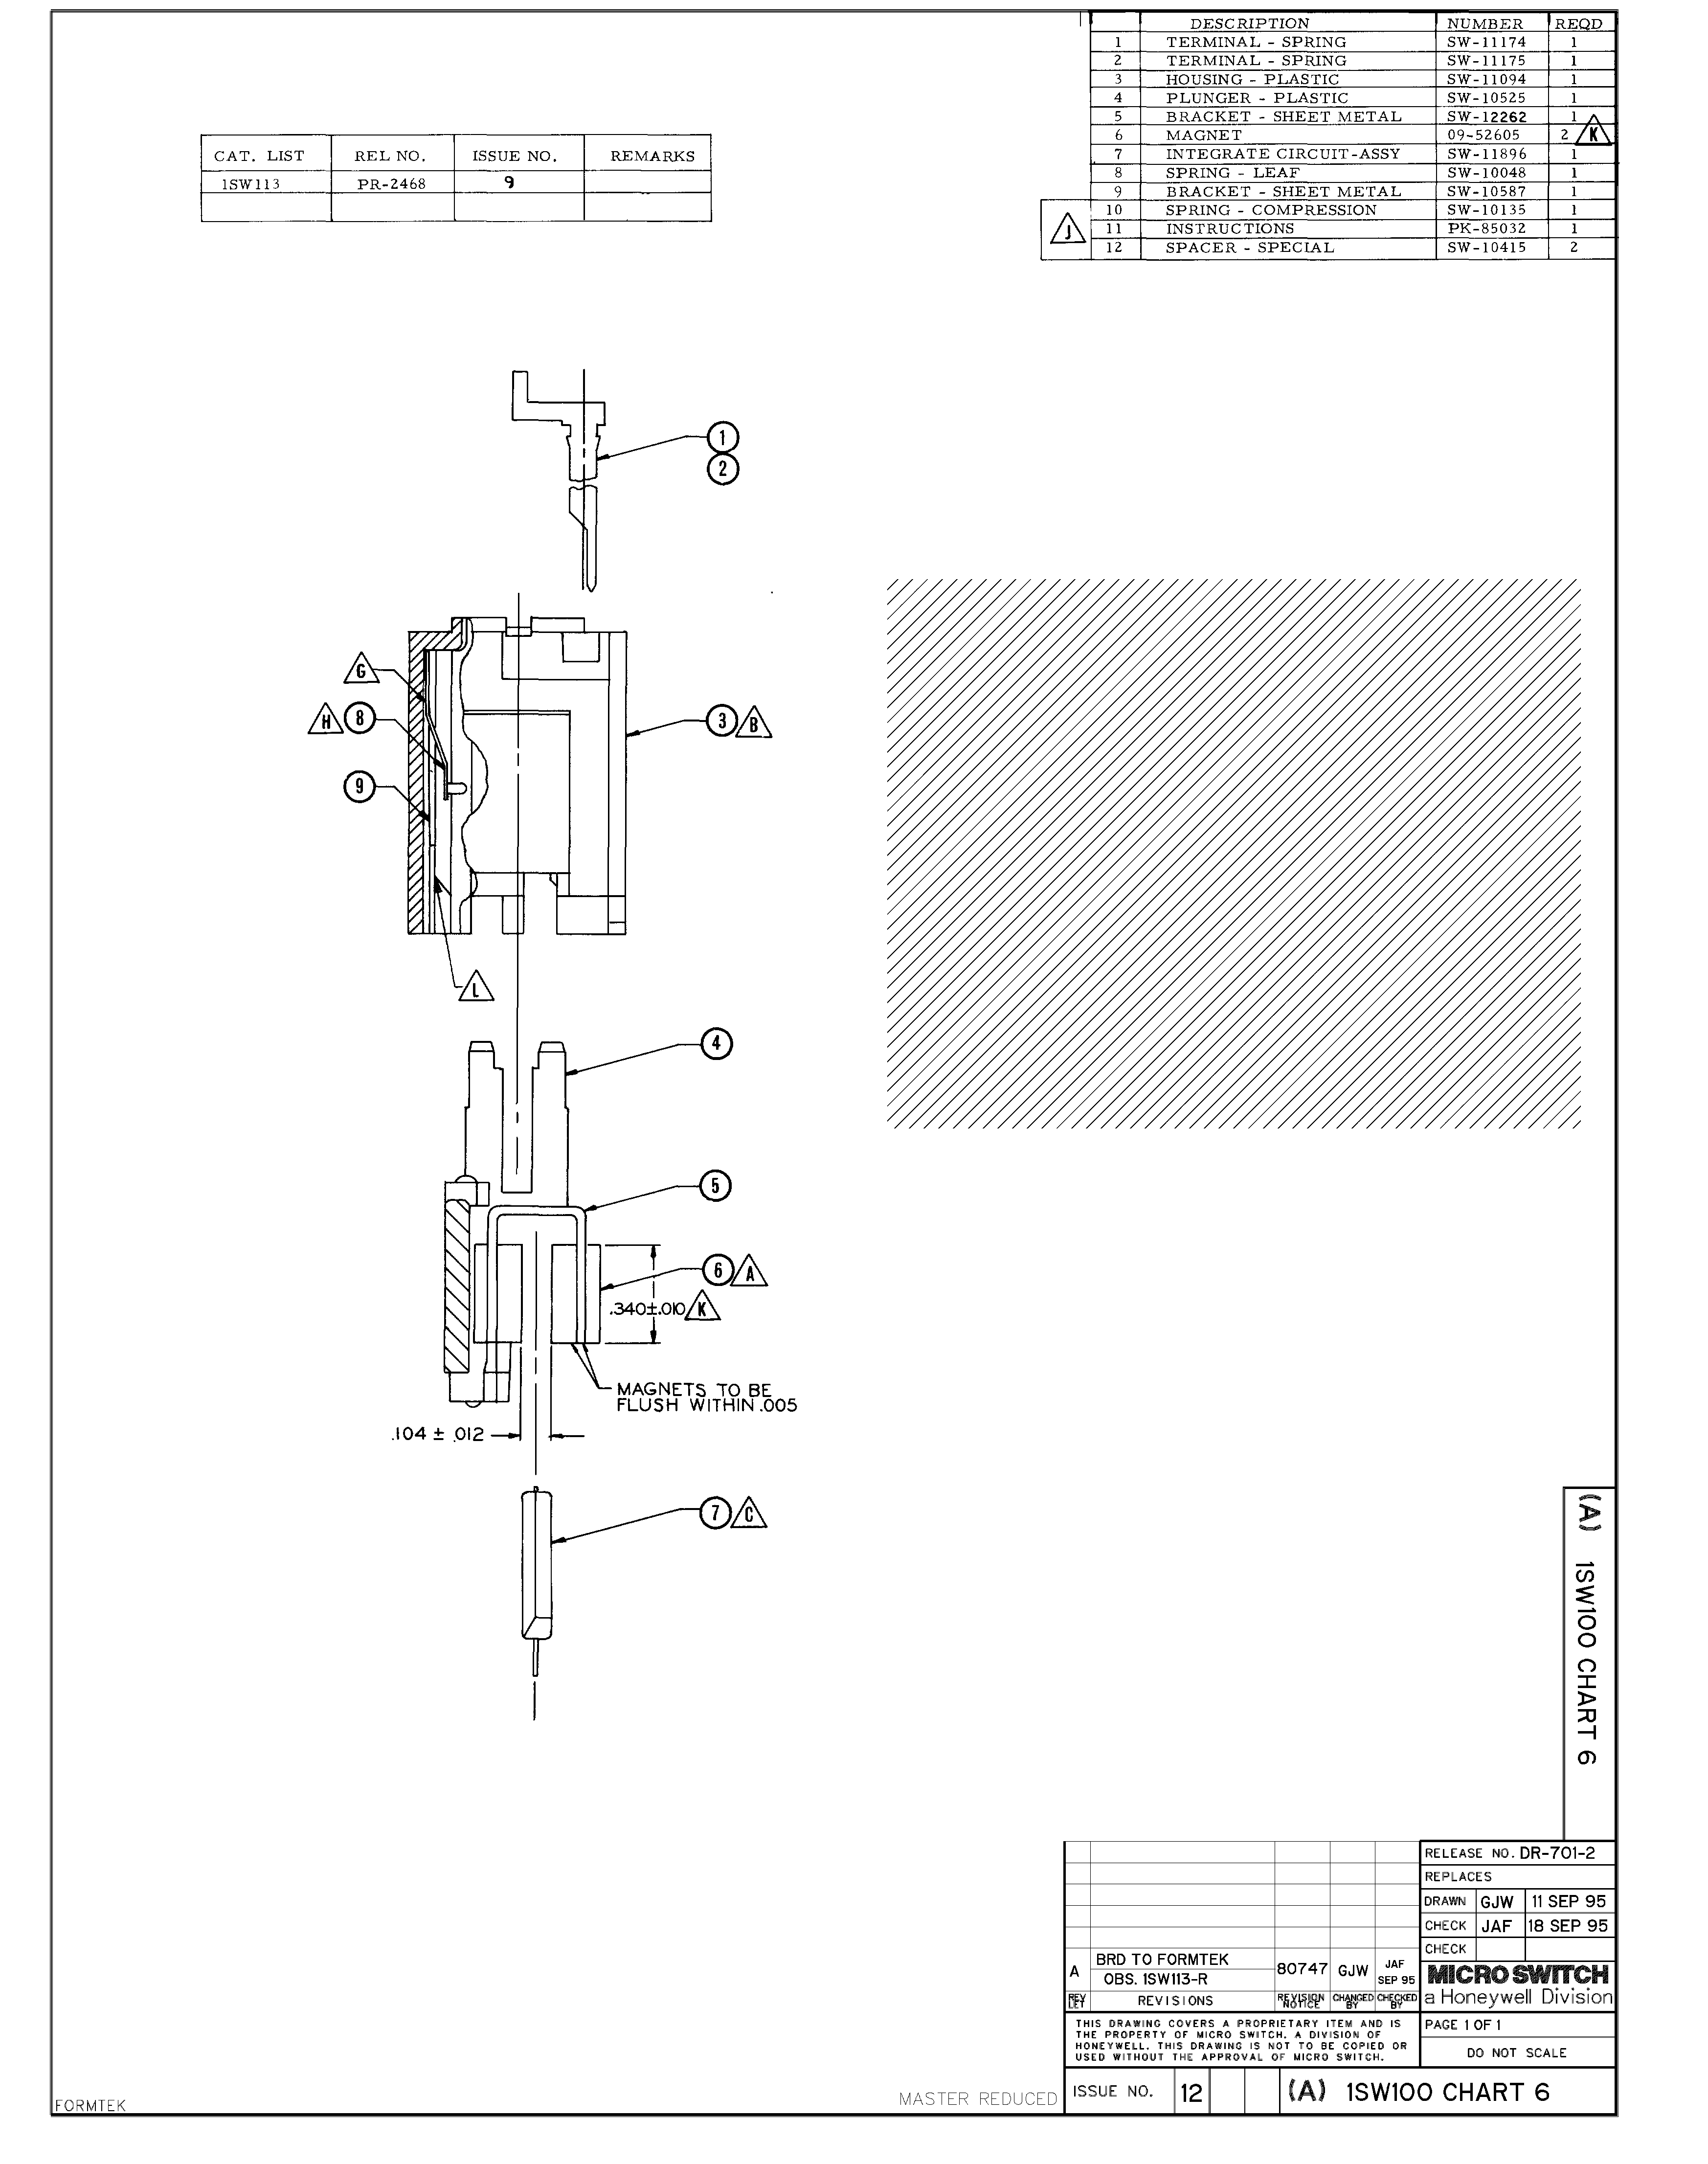 DESCRIPTION NUMBER REQD
1 TERMINAL - SPRING SW-11174 1
2 TERMINAL - SPRING SW-11175 1
3 HOUSING - PLASTIC SW-11094 1
4 PLUNGER - PLASTIC SW-10525 1
5 BRACKET - SHEET METAL SW-12262 1
6 MAGNET 09-52605 2 K
7 INTEGRATE CIRCUIT-ASSY SW-11896 1
8 SPRING - LEAF SW-10048 1
9 BRACKET - SHEET METAL SW-10587 1
10 SPRING - COMPRESSION SW-10135 1
J 11 INSTRUCTIONS PK-85032 1
12 SPACER - SPECIAL SW-10415 2
CAT. LIST REL NO. ISSUE NO. REMARKS
1SW113 PR-2468 9
1
2
G
H 8
3 B
9
L
4
5
6 A
.340±.010 K
MAGNETS TO BE
FLUSH WITHIN .005
.104 ± .012
7 C
(A) 1SW100 CHART 6
RELEASE NO. DR-701-2
REPLACES
DRAWN GJW 11 SEP 95
CHECK JAF 18 SEP 95
CHECK
A BRD TO FORMTEK
OBS. 1SW113-R 80747 GJW JAF
SEP 95
REV LET REVISIONS REVISION NOTICE CHANGED BY CHECKED BY
MICRO SWITCH
a Honeywell Division
THIS DRAWING COVERS A PROPRIETARY ITEM AND IS
THE PROPERTY OF MICRO SWITCH, A DIVISION OF
HONEYWELL. THIS DRAWING IS NOT TO BE COPIED OR
USED WITHOUT THE APPROVAL OF MICRO SWITCH.
PAGE 1 OF 1
DO NOT SCALE
ISSUE NO. 12 (A) 1SW100 CHART 6
FORMTEK
MASTER REDUCED